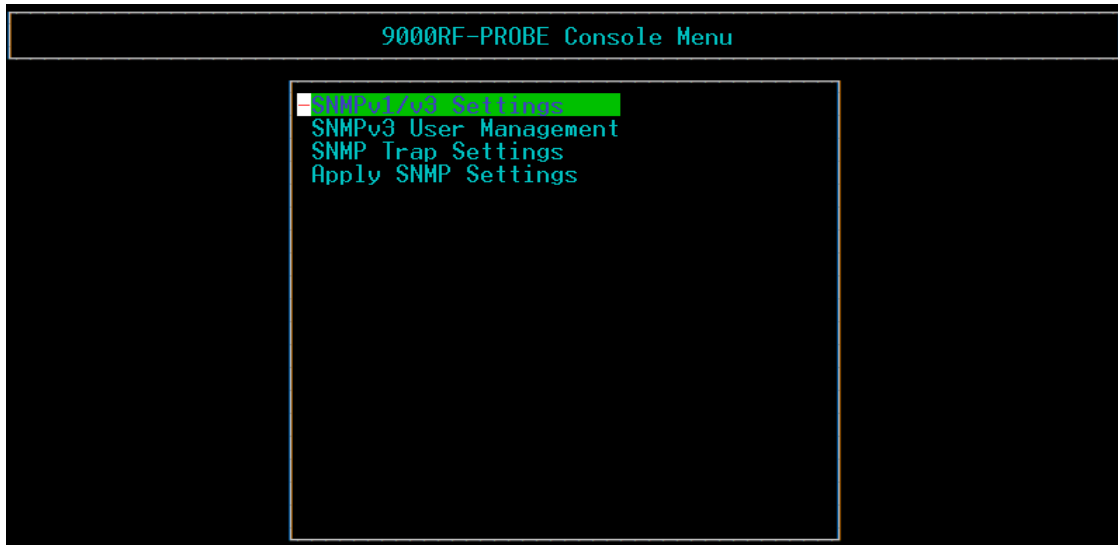 9000RF-PROBE Console Menu
SNMPv1/v3 Settings
SNMPv3 User Management
SNMP Trap Settings
Apply SNMP Settings